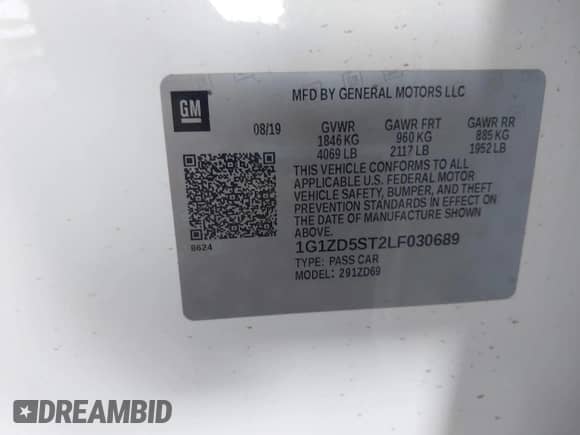 MFD BY GENERAL MOTORS LLC
GM
08/19 GVWR GAWR FRT GAWR RR
1846 KG 960 KG 885 KG
4069 LB 2117 LB 1952 LB
THIS VEHICLE CONFORMS TO ALL
APPLICABLE U.S. FEDERAL MOTOR
VEHICLE SAFETY, BUMPER, AND THEFT
PREVENTION STANDARDS IN EFFECT ON
THE DATE OF MANUFACTURE SHOWN
ABOVE.
8624
1G1ZD5ST2LF030689
TYPE: PASS CAR
MODEL: 291ZD69
DREAMBID